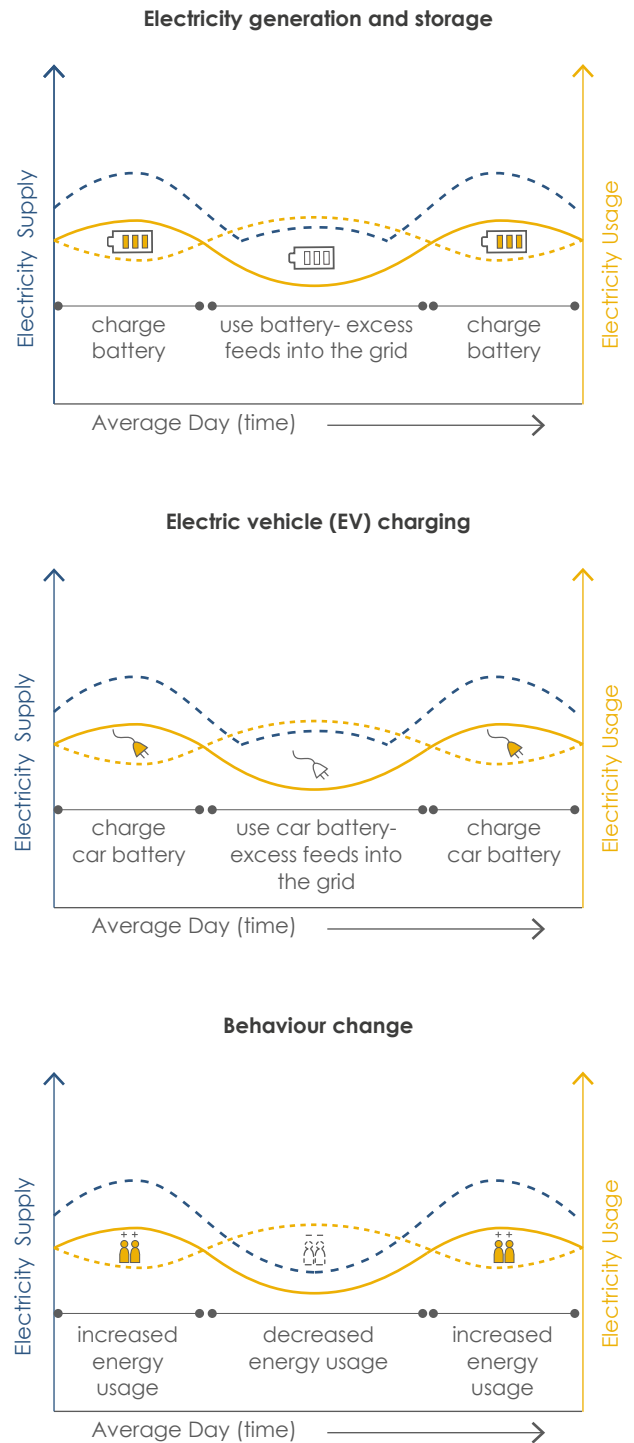 Electricity generation and storage
Electricity Supply
Electricity Usage
charge
battery
use battery- excess
feeds into the grid
charge
battery
Average Day (time)
Electric vehicle (EV) charging
Electricity Supply
Electricity Usage
charge
car battery
use car battery-
excess feeds into
the grid
charge
car battery
Average Day (time)
Behaviour change
Electricity Supply
Electricity Usage
increased
energy
usage
decreased
energy usage
increased
energy
usage
Average Day (time)